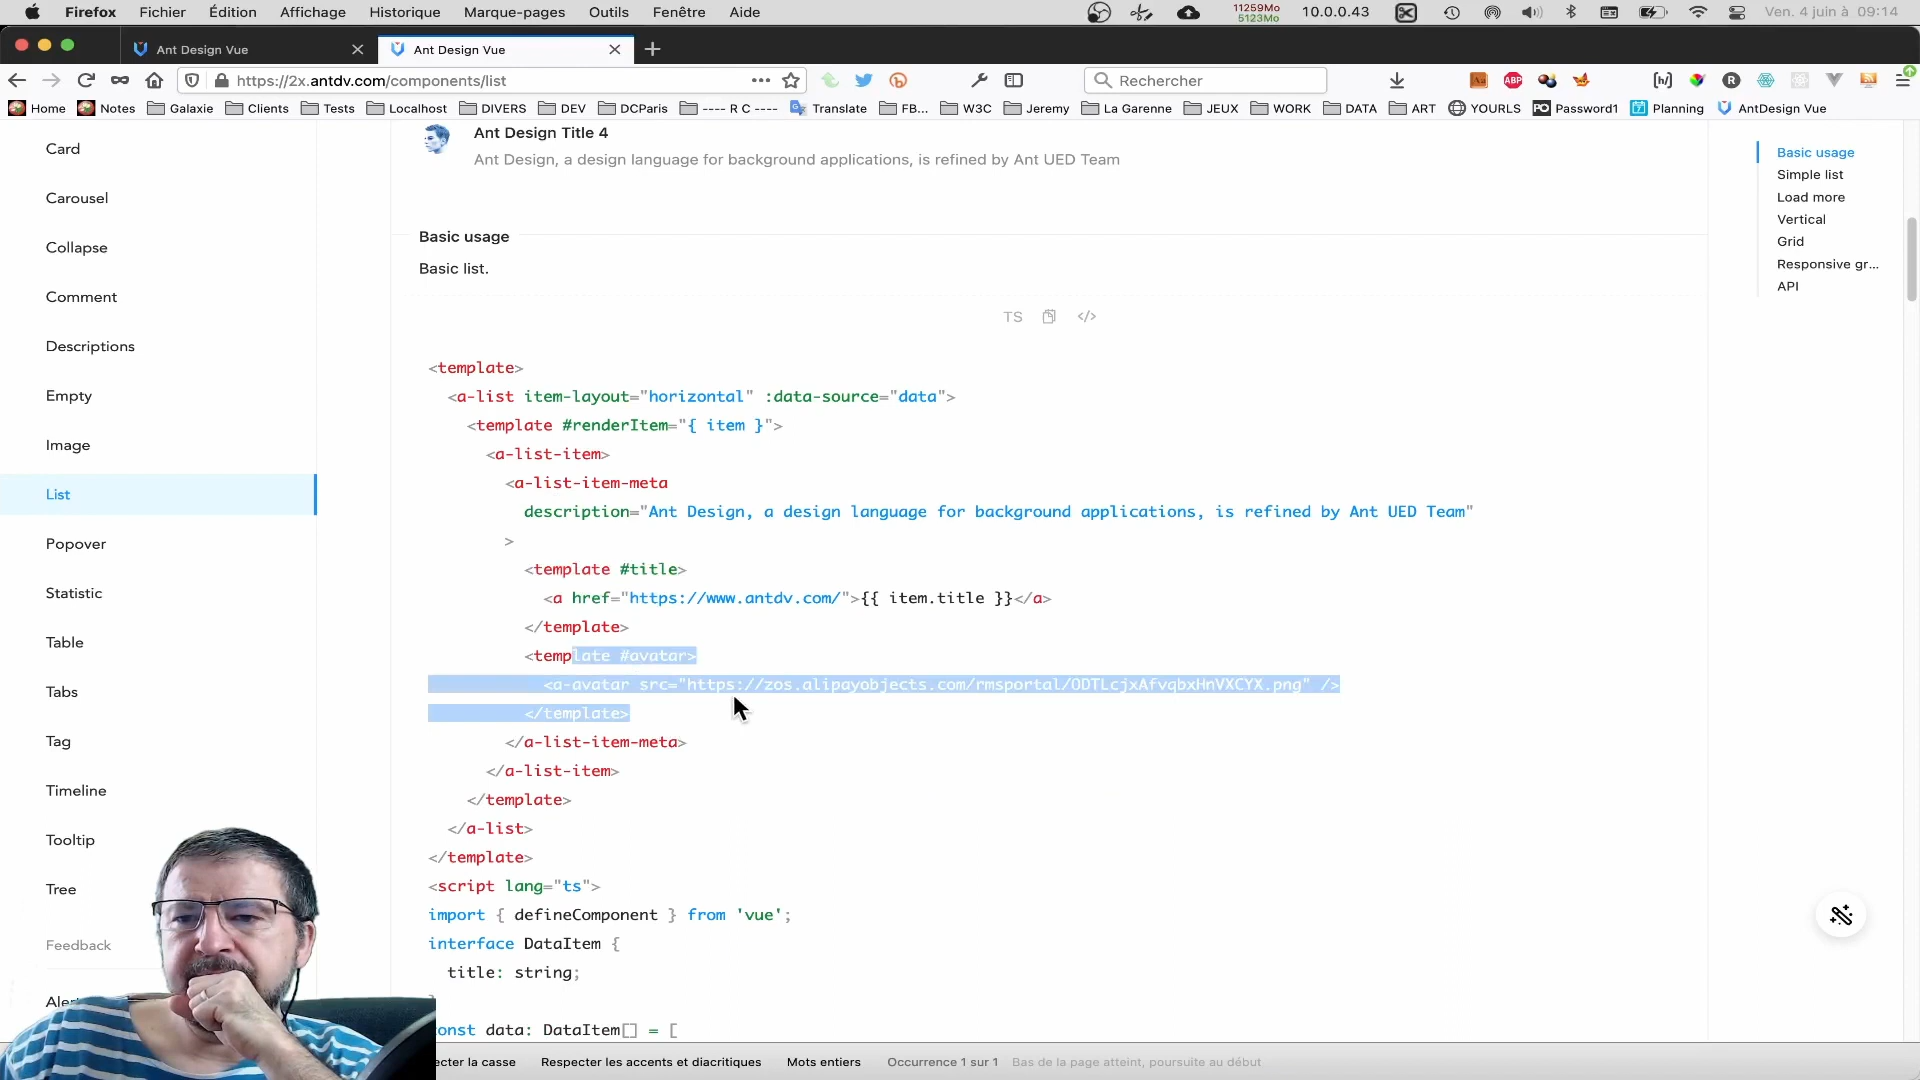 Firefox Fichier Édition Affichage Historique Marque-pages Outils Fenêtre Aide 11259Mo 5123Mo 10.0.0.43 Ven. 4 juin à 09:14
Ant Design Vue Ant Design Vue
https://2x.antdv.com/components/list Rechercher
Home Notes Galaxie Clients Tests Localhost DIVERS DEV DCParis ---- R C ---- Translate FB... W3C Jeremy La Garenne JEUX WORK DATA ART YOURLS Password1 Planning AntDesign Vue
Card
Carousel
Collapse
Comment
Descriptions
Empty
Image
List
Popover
Statistic
Table
Tabs
Tag
Timeline
Tooltip
Tree
Feedback
Ant Design Title 4
Ant Design, a design language for background applications, is refined by Ant UED Team
Basic usage
Basic list.
TS </>
<template>
<a-list item-layout="horizontal" :data-source="data">
<template #renderItem="{ item }">
<a-list-item>
<a-list-item-meta
description="Ant Design, a design language for background applications, is refined by Ant UED Team"
>
<template #title>
<a href="https://www.antdv.com/">{{ item.title }}</a>
</template>
<template #avatar>
<a-avatar src="https://zos.alipayobjects.com/rmsportal/ODTLcjxAfvqbxHnVXCYX.png" />
</template>
</a-list-item-meta>
</a-list-item>
</template>
</a-list>
</template>
<script lang="ts">
import { defineComponent } from 'vue';
interface DataItem {
title: string;
const data: DataItem[] = [
Basic usage
Simple list
Load more
Vertical
Grid
Responsive gr...
API
ecter la casse Respecter les accents et diacritiques Mots entiers Occurrence 1 sur 1 Bas de la page atteint, poursuite au début